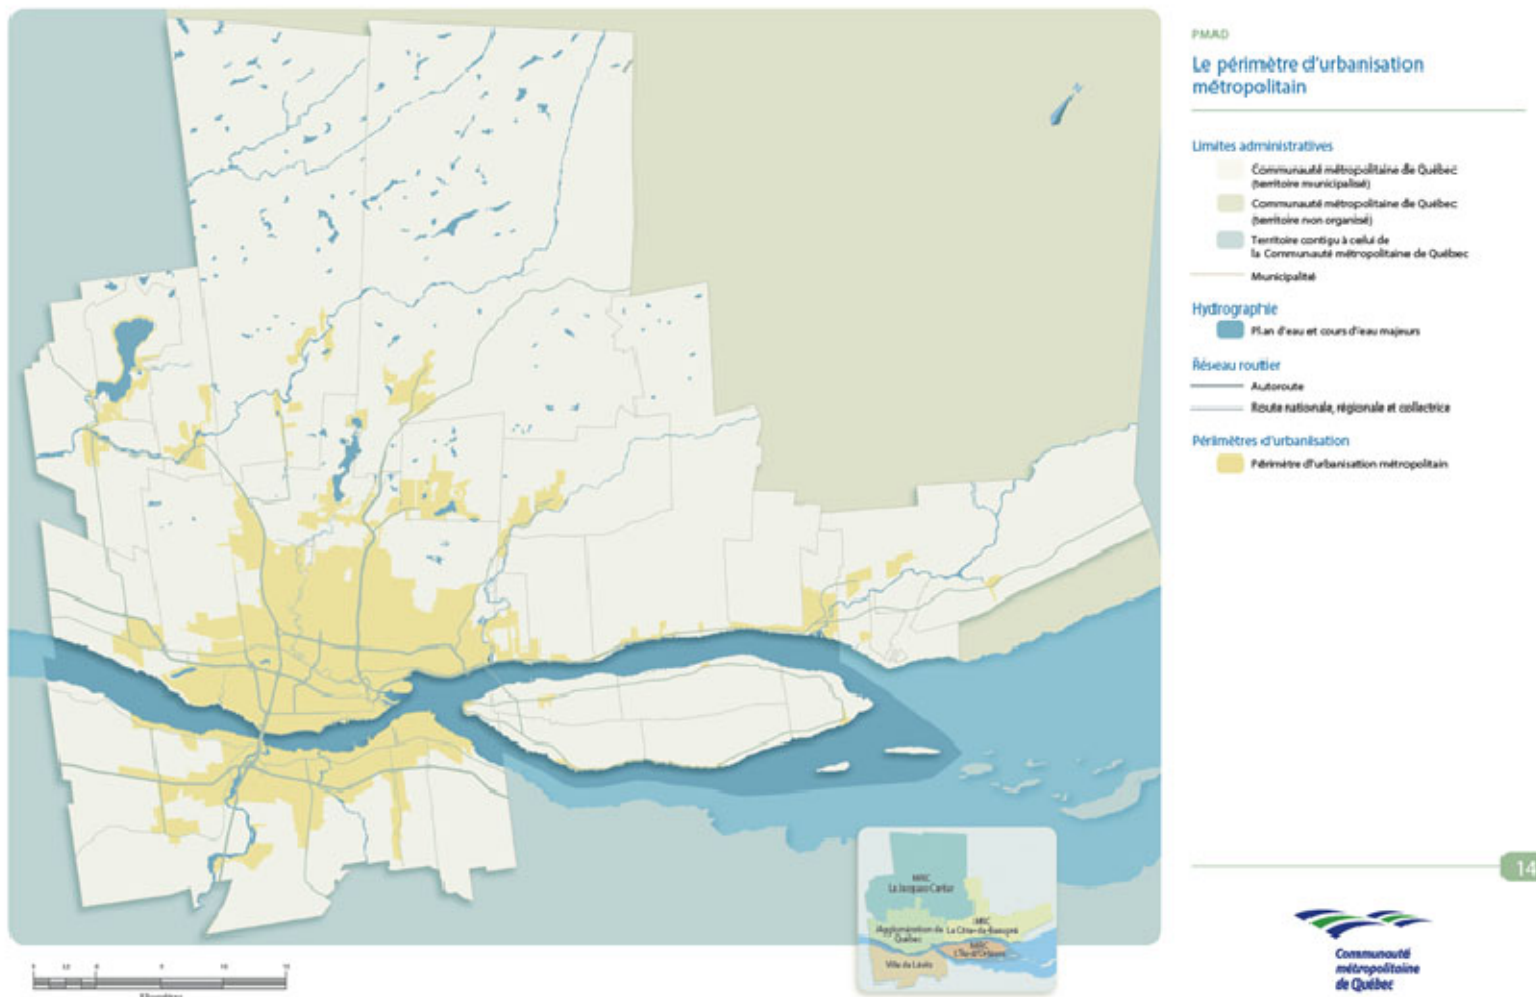 PMAD
Le périmètre d'urbanisation
métropolitain
Limites administratives
Communauté métropolitaine de Québec
(territoire municipalisé)
Communauté métropolitaine de Québec
(territoire non organisé)
Territoire contigu à celui de
la Communauté métropolitaine de Québec
Municipalité
Hydrographie
Plan d'eau et cours d'eau majeurs
Réseau routier
Autoroute
Route nationale, régionale et collectrice
Périmètres d'urbanisation
Périmètre d'urbanisation métropolitain
N
MRC
La Jacques-Cartier
Agglomération de
Québec
MRC
La Côte-de-Beaupré
MRC
L'Île-d'Orléans
Ville de Lévis
14
Communauté
métropolitaine
de Québec